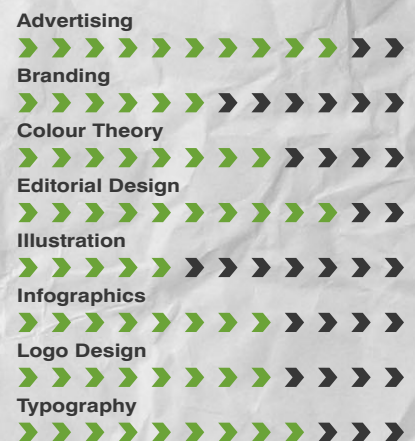 Advertising
Branding
Colour Theory
Editorial Design
Illustration
Infographics
Logo Design
Typography